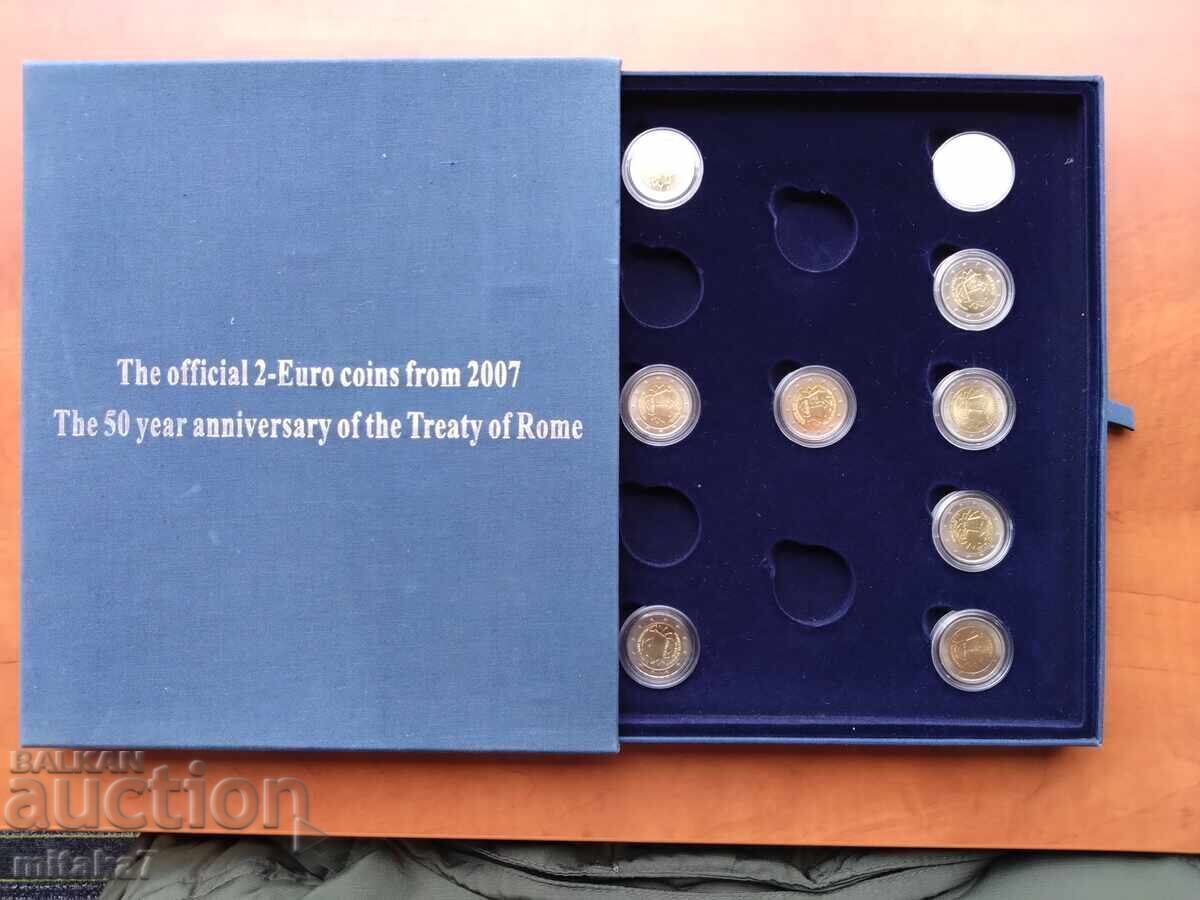 The official 2-Euro coins from 2007
The 50 year anniversary of the Treaty of Rome
BALKAN
auction
mitaka7